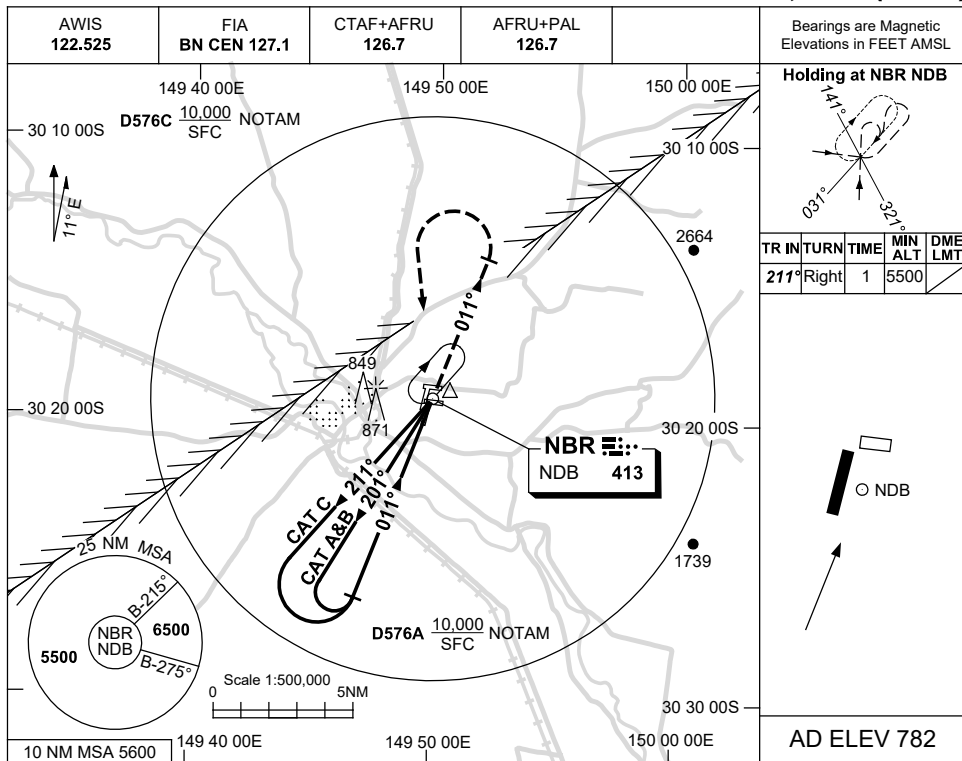 AWIS
122.525
FIA
BN CEN 127.1
CTAF+AFRU
126.7
AFRU+PAL
126.7
Bearings are Magnetic
Elevations in FEET AMSL
149 40 00E
149 50 00E
150 00 00E
30 10 00S
D576C 10,000 NOTAM
SFC
30 10 00S
11° E
Holding at NBR NDB
141°
031°
321°
TR IN TURN TIME MIN ALT DME LMT
211° Right 1 5500
2664
011°
849
871
30 20 00S
30 20 00S
NBR
NDB 413
211°
201°
011°
CAT C
CAT A&B
NDB
1739
25 NM MSA
B-215°
NBR
NDB
6500
5500
B-275°
D576A 10,000 NOTAM
SFC
Scale 1:500,000
0 5NM
30 30 00S
10 NM MSA 5600
149 40 00E
149 50 00E
150 00 00E
AD ELEV 782